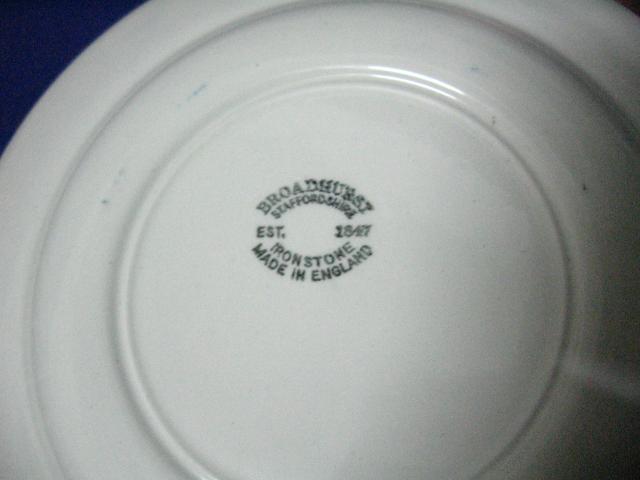 BROADHURST
STAFFORDSHIRE
EST. 1847
IRONSTONE
MADE IN ENGLAND